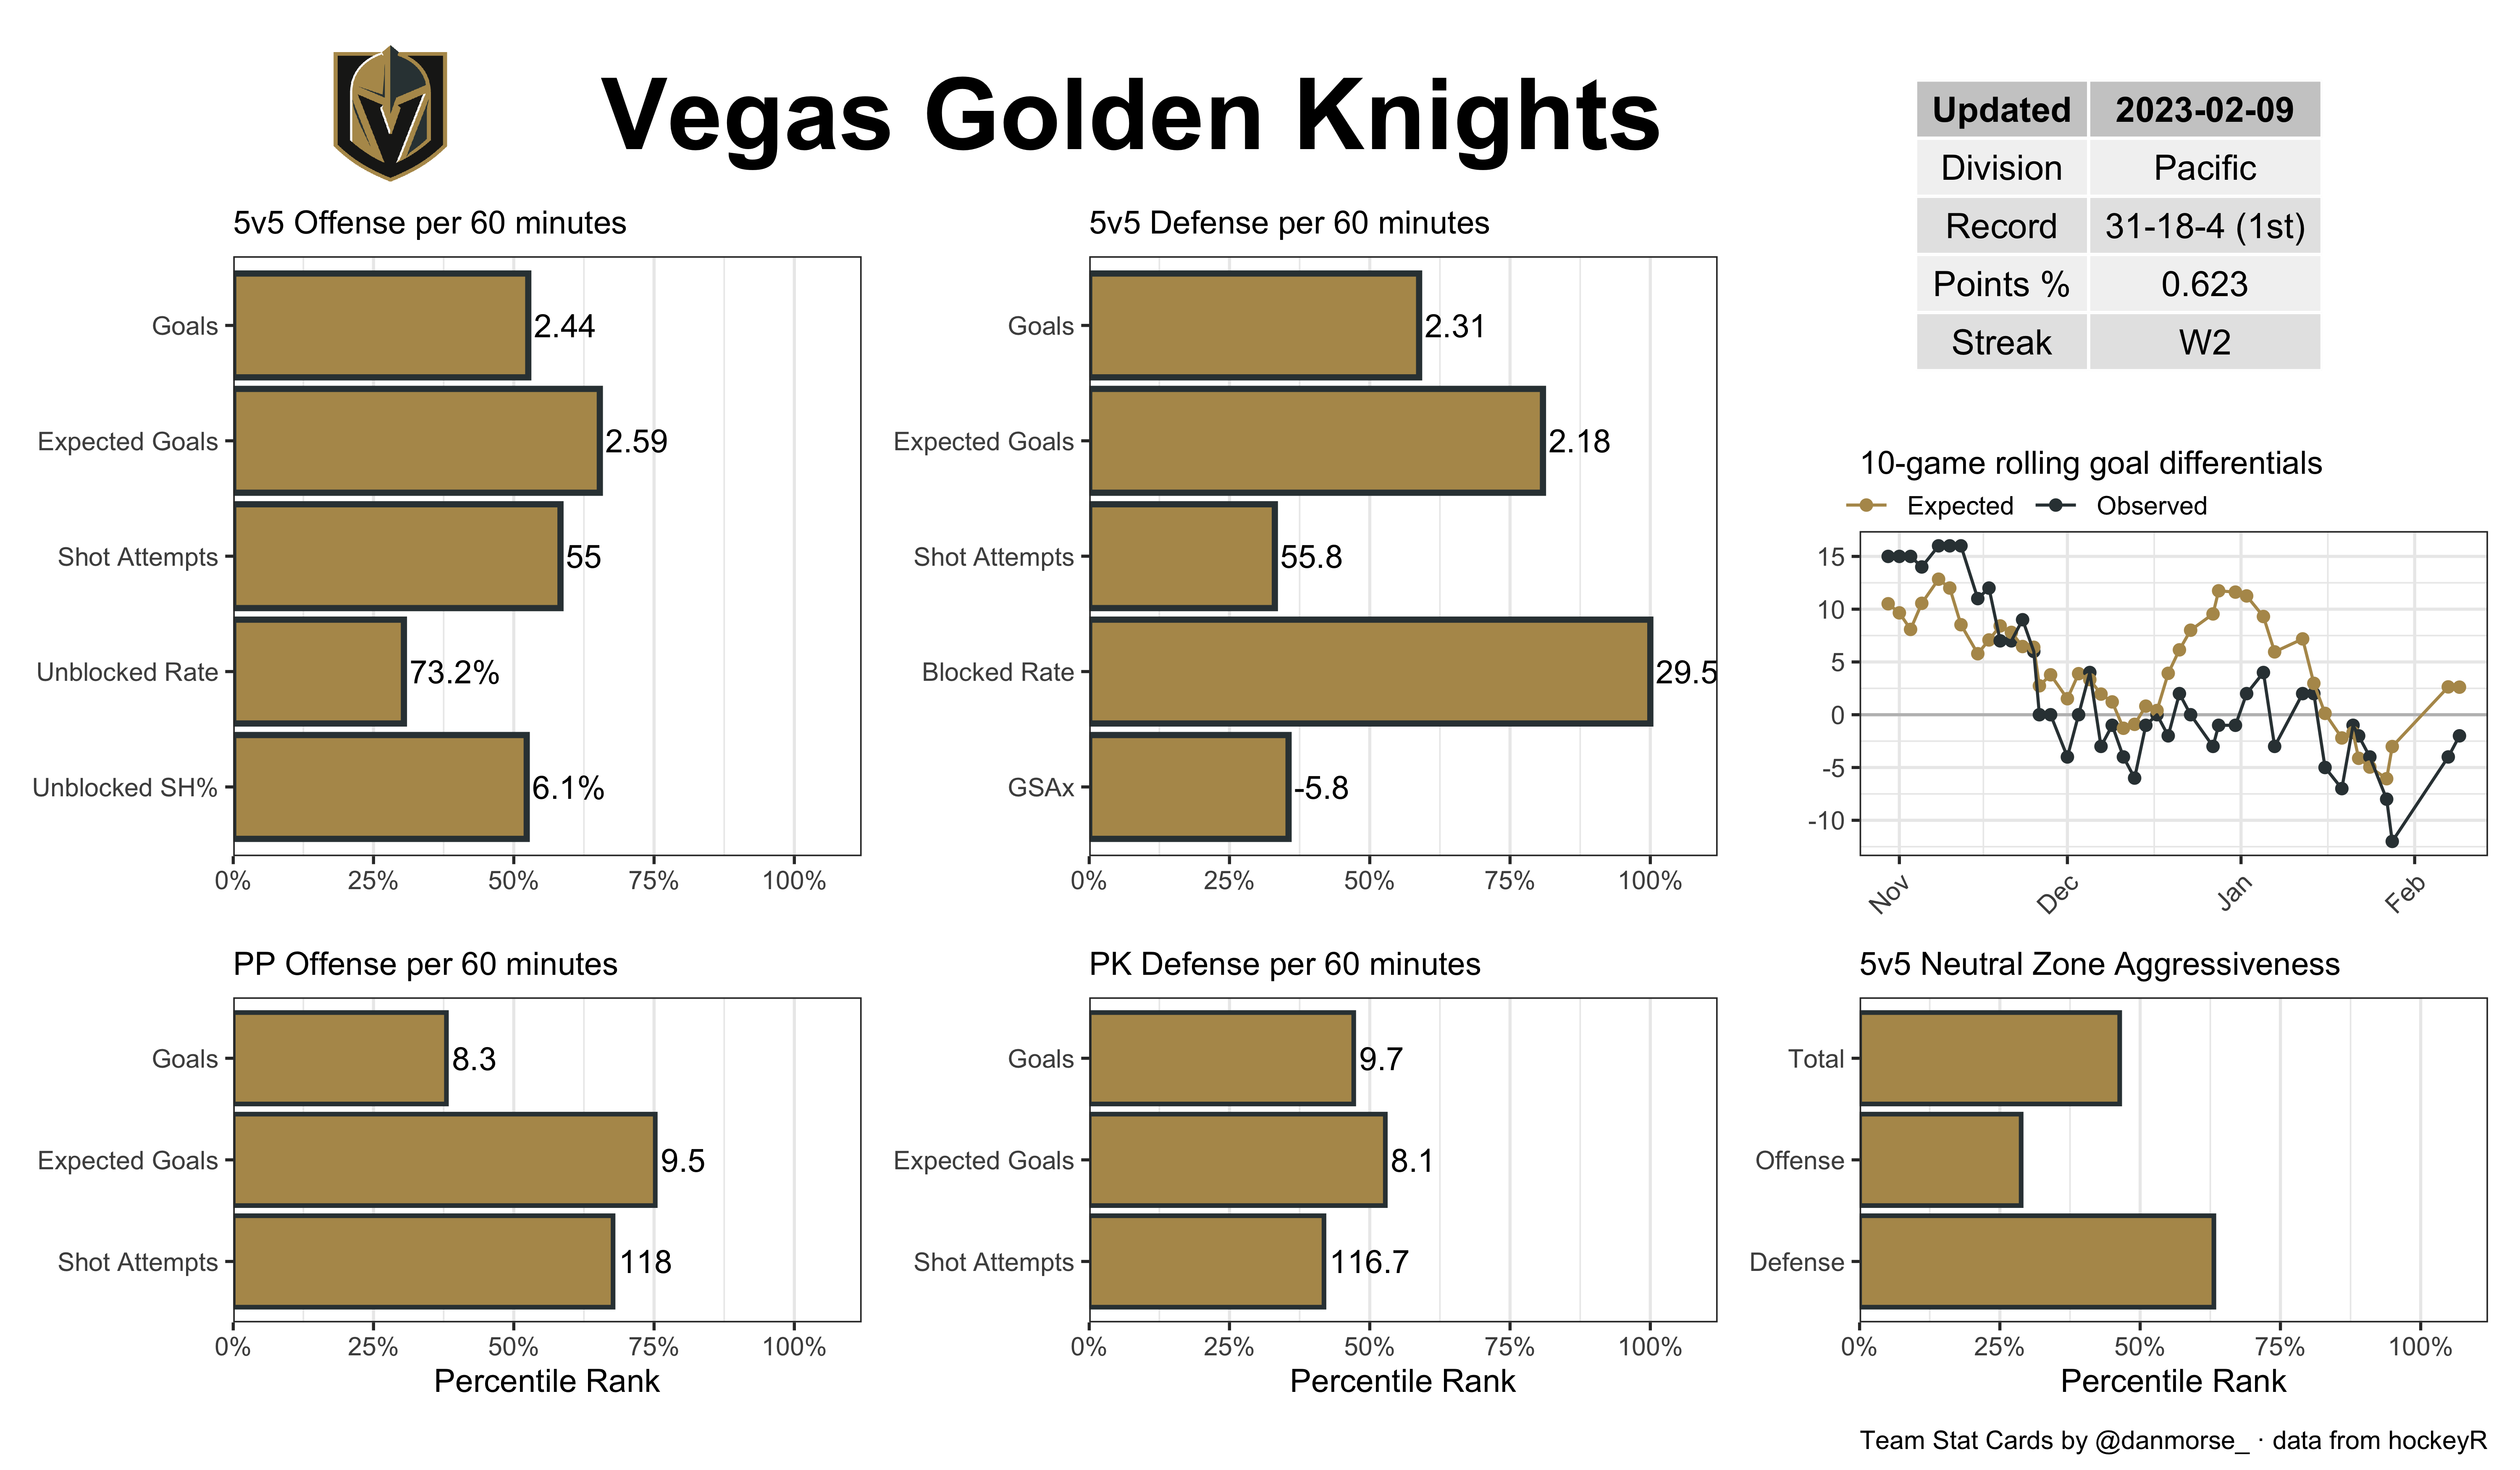 Vegas Golden Knights
Updated 2023-02-09
Division Pacific
Record 31-18-4 (1st)
Points % 0.623
Streak W2
5v5 Offense per 60 minutes
Goals 2.44
Expected Goals 2.59
Shot Attempts 55
Unblocked Rate 73.2%
Unblocked SH% 6.1%
0% 25% 50% 75% 100%
5v5 Defense per 60 minutes
Goals 2.31
Expected Goals 2.18
Shot Attempts 55.8
Blocked Rate 29.5
GSAx -5.8
0% 25% 50% 75% 100%
10-game rolling goal differentials
Expected Observed
15
10
5
0
-5
-10
Nov Dec Jan Feb
PP Offense per 60 minutes
Goals 8.3
Expected Goals 9.5
Shot Attempts 118
0% 25% 50% 75% 100%
Percentile Rank
PK Defense per 60 minutes
Goals 9.7
Expected Goals 8.1
Shot Attempts 116.7
0% 25% 50% 75% 100%
Percentile Rank
5v5 Neutral Zone Aggressiveness
Total
Offense
Defense
0% 25% 50% 75% 100%
Percentile Rank
Team Stat Cards by @danmorse_ · data from hockeyR